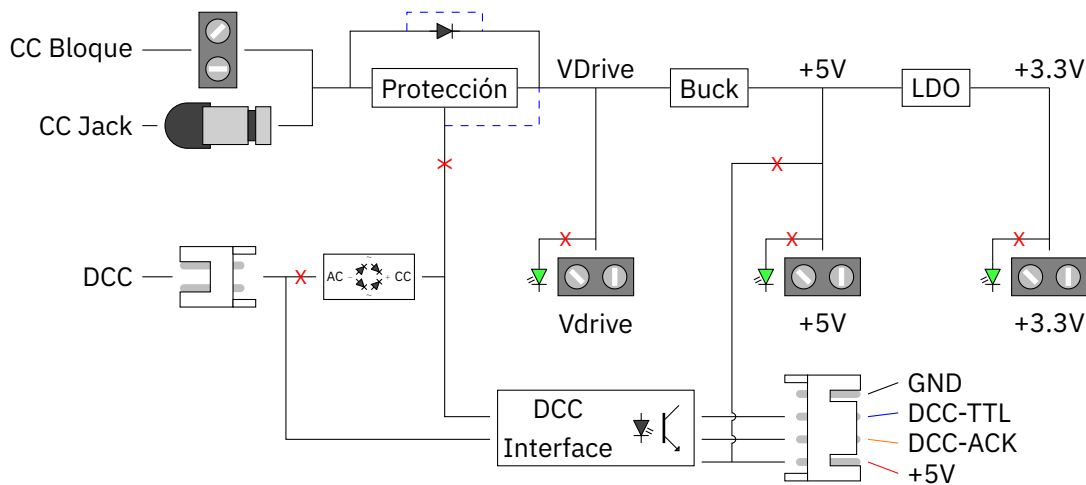 CC Bloque
CC Jack
Protección
VDrive
Buck
+5V
LDO
+3.3V
X
X
DCC
X
AC - + CC
~
~
X
X
X
Vdrive
+5V
+3.3V
DCC
Interface
GND
DCC-TTL
DCC-ACK
+5V